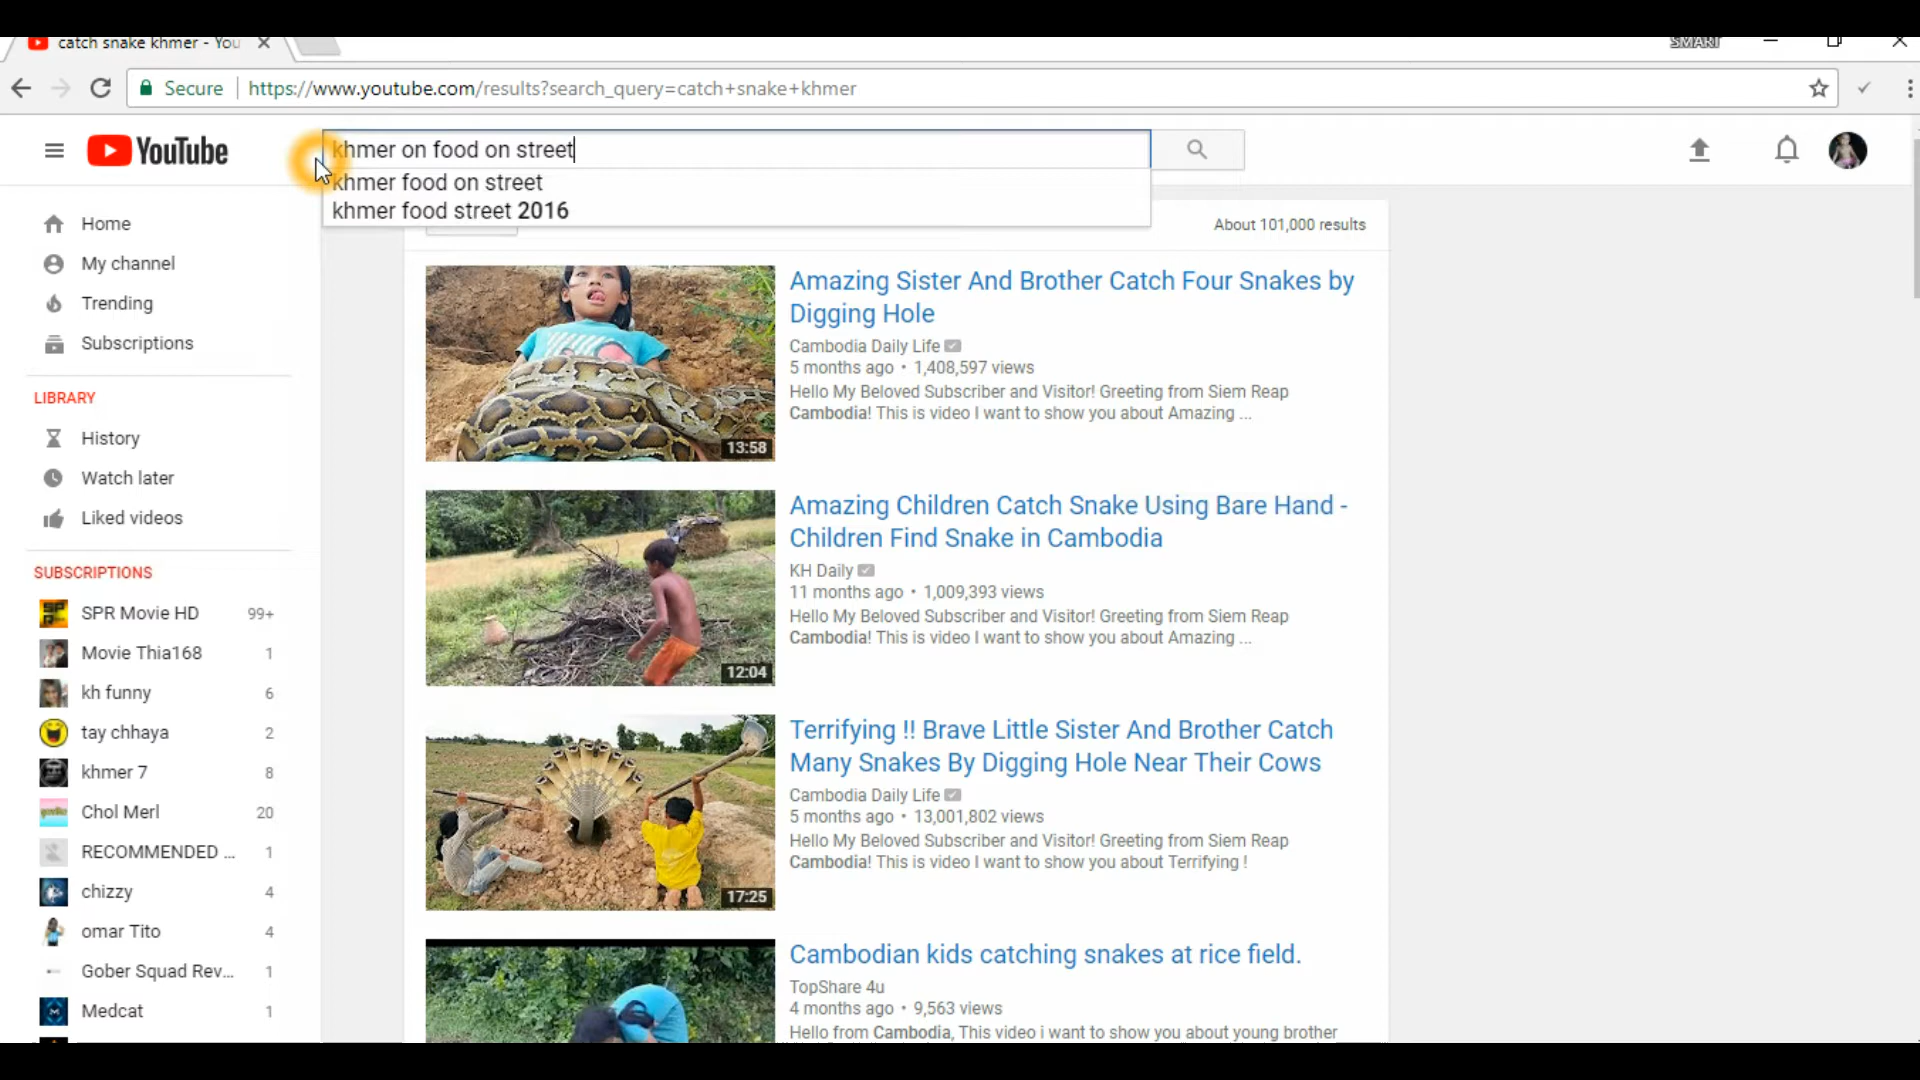 catch snake khmer - You
SMART
Secure
https://www.youtube.com/results?search_query=catch+snake+khmer
YouTube
khmer on food on street
khmer food on street
khmer food street 2016
About 101,000 results
Home
My channel
Trending
Subscriptions
LIBRARY
History
Watch later
Liked videos
SUBSCRIPTIONS
SPR Movie HD 99+
Movie Thia168 1
kh funny 6
tay chhaya 2
khmer 7 8
Chol Merl 20
RECOMMENDED ... 1
chizzy 4
omar Tito 4
Gober Squad Rev... 1
Medcat 1
13:58
Amazing Sister And Brother Catch Four Snakes by
Digging Hole
Cambodia Daily Life
5 months ago • 1,408,597 views
Hello My Beloved Subscriber and Visitor! Greeting from Siem Reap
Cambodia! This is video I want to show you about Amazing ...
12:04
Amazing Children Catch Snake Using Bare Hand -
Children Find Snake in Cambodia
KH Daily
11 months ago • 1,009,393 views
Hello My Beloved Subscriber and Visitor! Greeting from Siem Reap
Cambodia! This is video I want to show you about Amazing ...
17:25
Terrifying !! Brave Little Sister And Brother Catch
Many Snakes By Digging Hole Near Their Cows
Cambodia Daily Life
5 months ago • 13,001,802 views
Hello My Beloved Subscriber and Visitor! Greeting from Siem Reap
Cambodia! This is video I want to show you about Terrifying !
Cambodian kids catching snakes at rice field.
TopShare 4u
4 months ago • 9,563 views
Hello from Cambodia, This video i want to show you about young brother